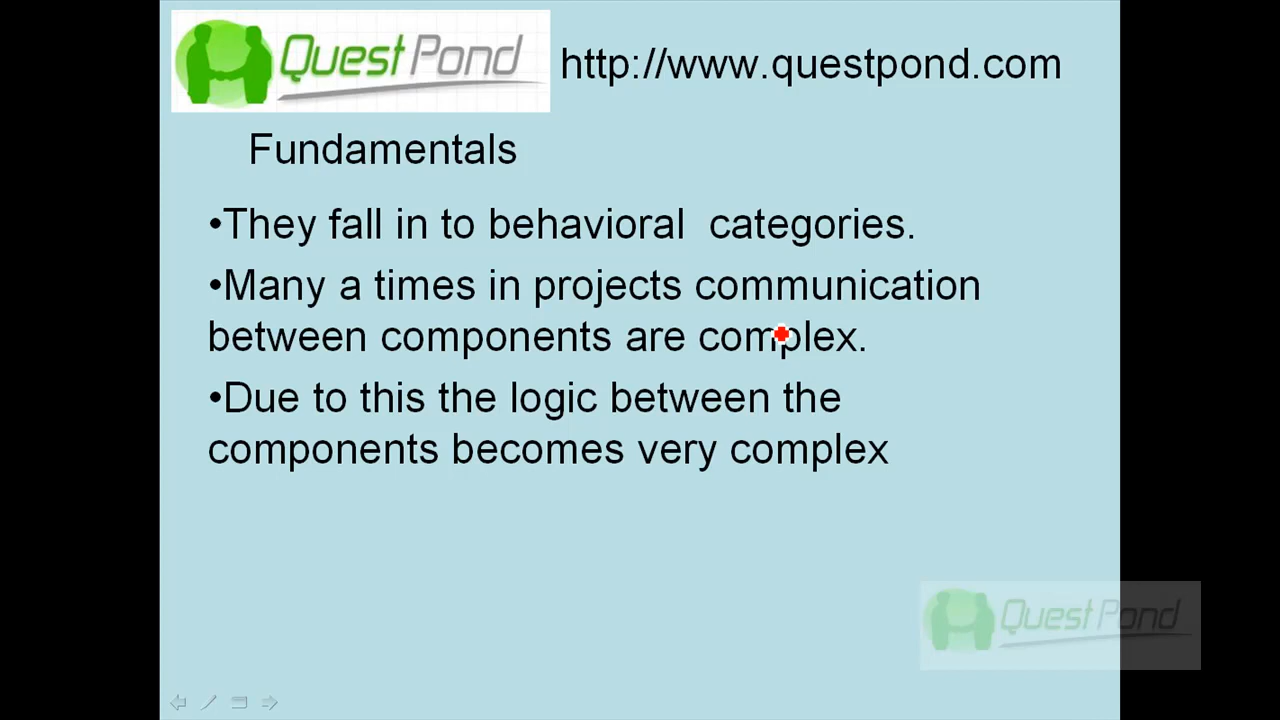 Quest Pond
http://www.questpond.com
Fundamentals
•They fall in to behavioral  categories.
•Many a times in projects communication
between components are complex.
•Due to this the logic between the
components becomes very complex
Quest Pond